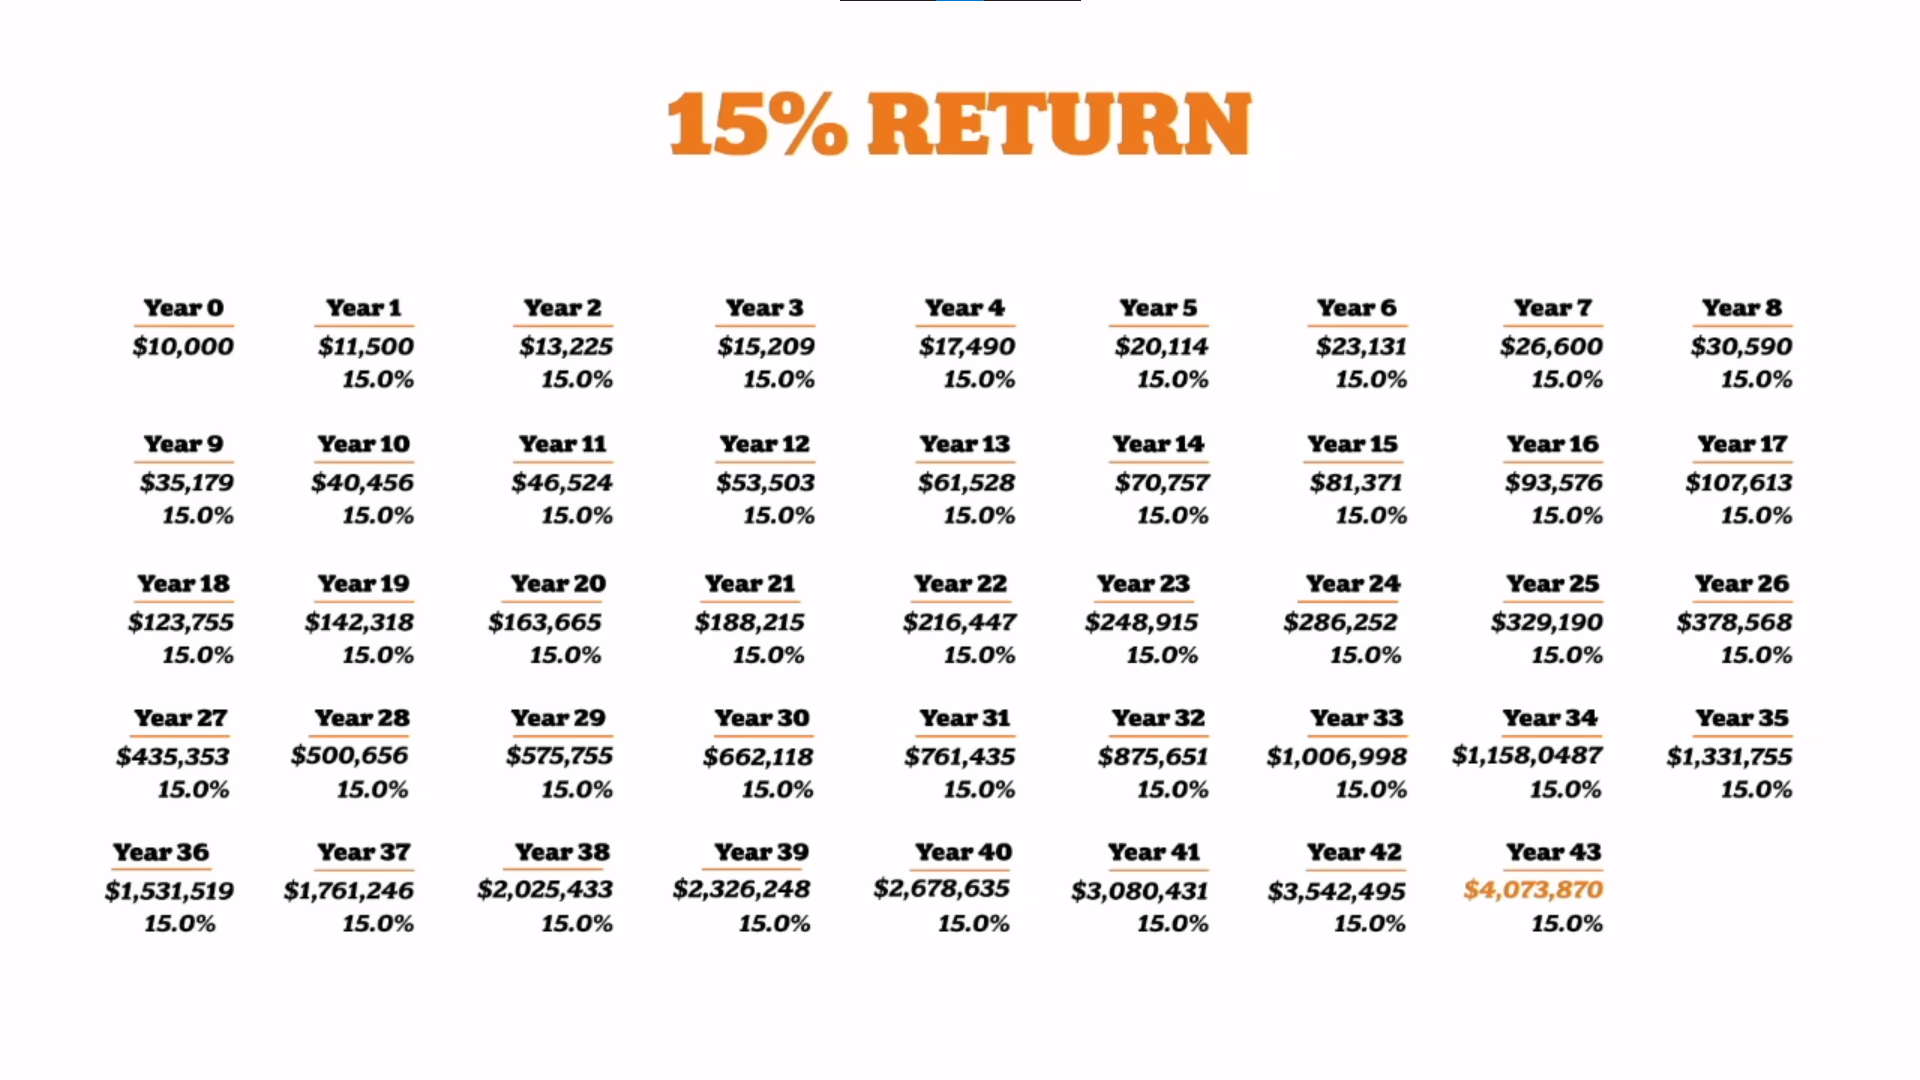 15% RETURN
Year 0 Year 1 Year 2 Year 3 Year 4 Year 5 Year 6 Year 7 Year 8
$10,000 $11,500 $13,225 $15,209 $17,490 $20,114 $23,131 $26,600 $30,590
15.0% 15.0% 15.0% 15.0% 15.0% 15.0% 15.0% 15.0%
Year 9 Year 10 Year 11 Year 12 Year 13 Year 14 Year 15 Year 16 Year 17
$35,179 $40,456 $46,524 $53,503 $61,528 $70,757 $81,371 $93,576 $107,613
15.0% 15.0% 15.0% 15.0% 15.0% 15.0% 15.0% 15.0% 15.0%
Year 18 Year 19 Year 20 Year 21 Year 22 Year 23 Year 24 Year 25 Year 26
$123,755 $142,318 $163,665 $188,215 $216,447 $248,915 $286,252 $329,190 $378,568
15.0% 15.0% 15.0% 15.0% 15.0% 15.0% 15.0% 15.0% 15.0%
Year 27 Year 28 Year 29 Year 30 Year 31 Year 32 Year 33 Year 34 Year 35
$435,353 $500,656 $575,755 $662,118 $761,435 $875,651 $1,006,998 $1,158,0487 $1,331,755
15.0% 15.0% 15.0% 15.0% 15.0% 15.0% 15.0% 15.0% 15.0%
Year 36 Year 37 Year 38 Year 39 Year 40 Year 41 Year 42 Year 43
$1,531,519 $1,761,246 $2,025,433 $2,326,248 $2,678,635 $3,080,431 $3,542,495 $4,073,870
15.0% 15.0% 15.0% 15.0% 15.0% 15.0% 15.0% 15.0%